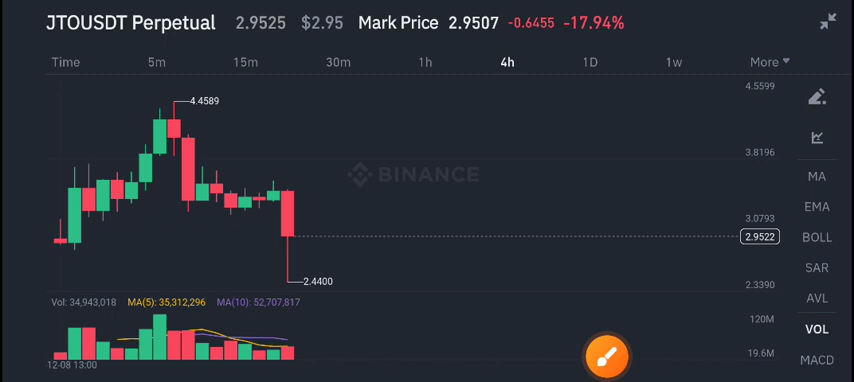 JTOUSDT Perpetual 2.9525 $2.95 Mark Price 2.9507 -0.6455 -17.94%
Time 5m 15m 30m 1h 4h 1D 1w More
4.5599
4.4589
3.8196
BINANCE
MA
EMA
3.0793
2.9522
BOLL
SAR
2.4400
2.3390
AVL
Vol: 34,943,018 MA(5): 35,312,296 MA(10): 52,707,817
120M
VOL
19.6M
MACD
12-08 13:00